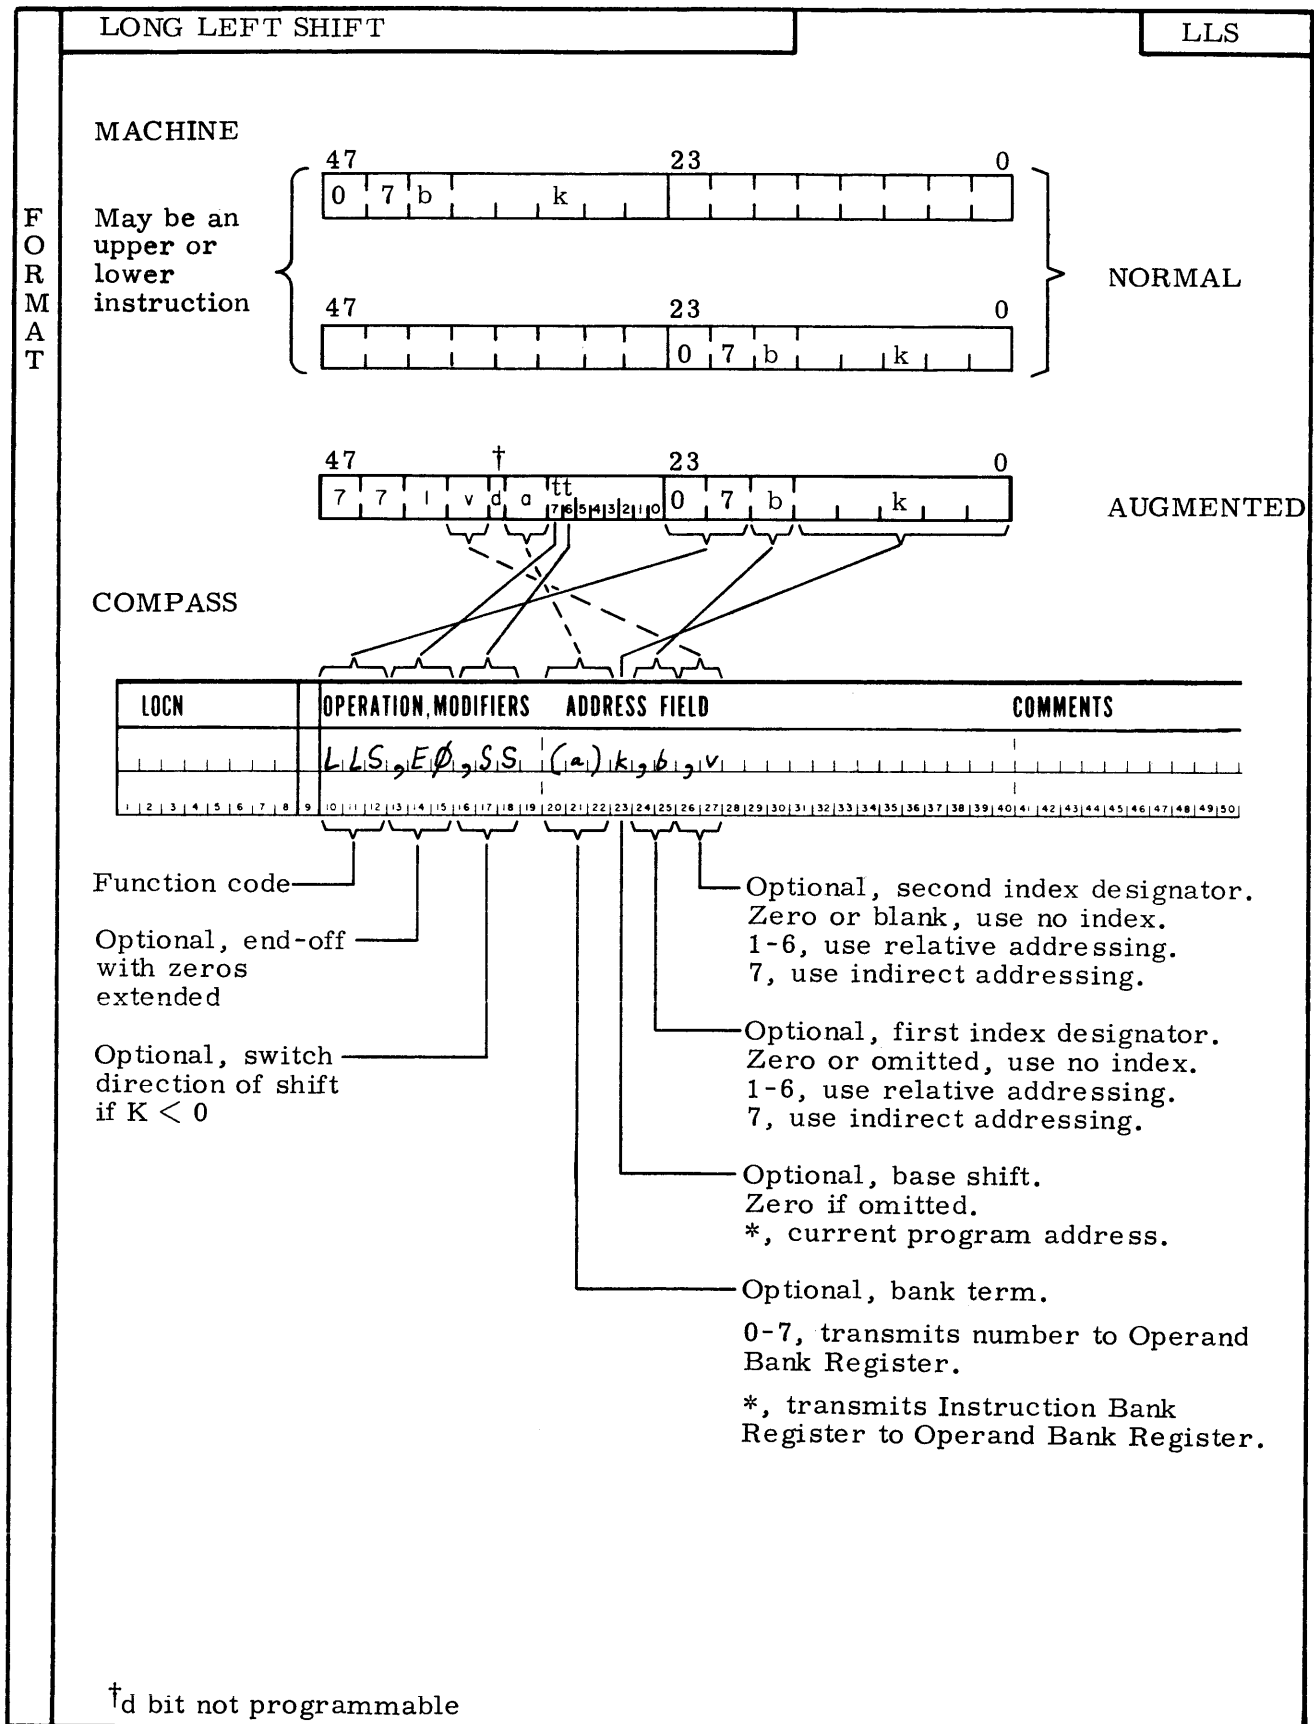 LONG LEFT SHIFT
LLS
FORMAT
MACHINE
May be an
upper or
lower
instruction
47 23 0
0 7 b k
47 23 0
0 7 b k
NORMAL
†
47 23 0
7 7 1 v d a tt 7 6 5 4 3 2 1 0 0 7 b k
AUGMENTED
COMPASS
LOCN OPERATION, MODIFIERS ADDRESS FIELD COMMENTS
LLS,EØ,SS (a)k,b,v
1 2 3 4 5 6 7 8 9 10 11 12 13 14 15 16 17 18 19 20 21 22 23 24 25 26 27 28 29 30 31 32 33 34 35 36 37 38 39 40 41 42 43 44 45 46 47 48 49 50
Function code
Optional, end-off
with zeros
extended
Optional, switch
direction of shift
if K < 0
Optional, second index designator.
Zero or blank, use no index.
1-6, use relative addressing.
7, use indirect addressing.
Optional, first index designator.
Zero or omitted, use no index.
1-6, use relative addressing.
7, use indirect addressing.
Optional, base shift.
Zero if omitted.
*, current program address.
Optional, bank term.
0-7, transmits number to Operand
Bank Register.
*, transmits Instruction Bank
Register to Operand Bank Register.
†d bit not programmable